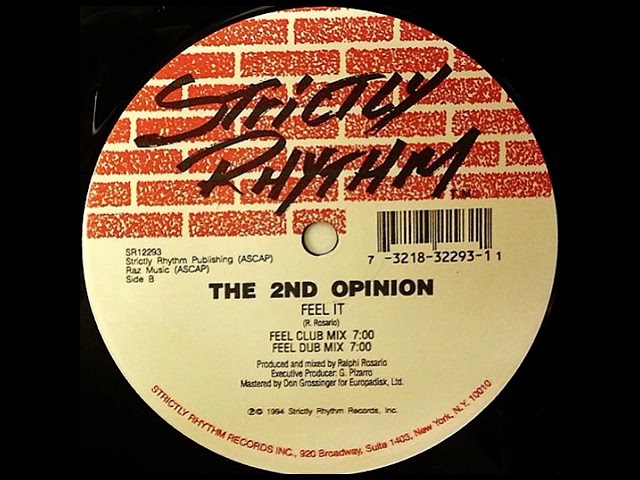 STRICTLY
RHYTHM
TM
SR12293
Strictly Rhythm Publishing (ASCAP)
Raz Music (ASCAP)
Side B
7 -3218-32293-1 1
THE 2ND OPINION
FEEL IT
(R. Rosario)
FEEL CLUB MIX 7:00
FEEL DUB MIX 7:00
Produced and mixed by Ralphi Rosario
Executive Producer: G. Pizarro
Mastered by Don Grossinger for Europadisk, Ltd.
℗© 1994 Strictly Rhythm Records, Inc.
STRICTLY RHYTHM RECORDS INC., 920 Broadway, Suite 1403, New York, N.Y. 10010